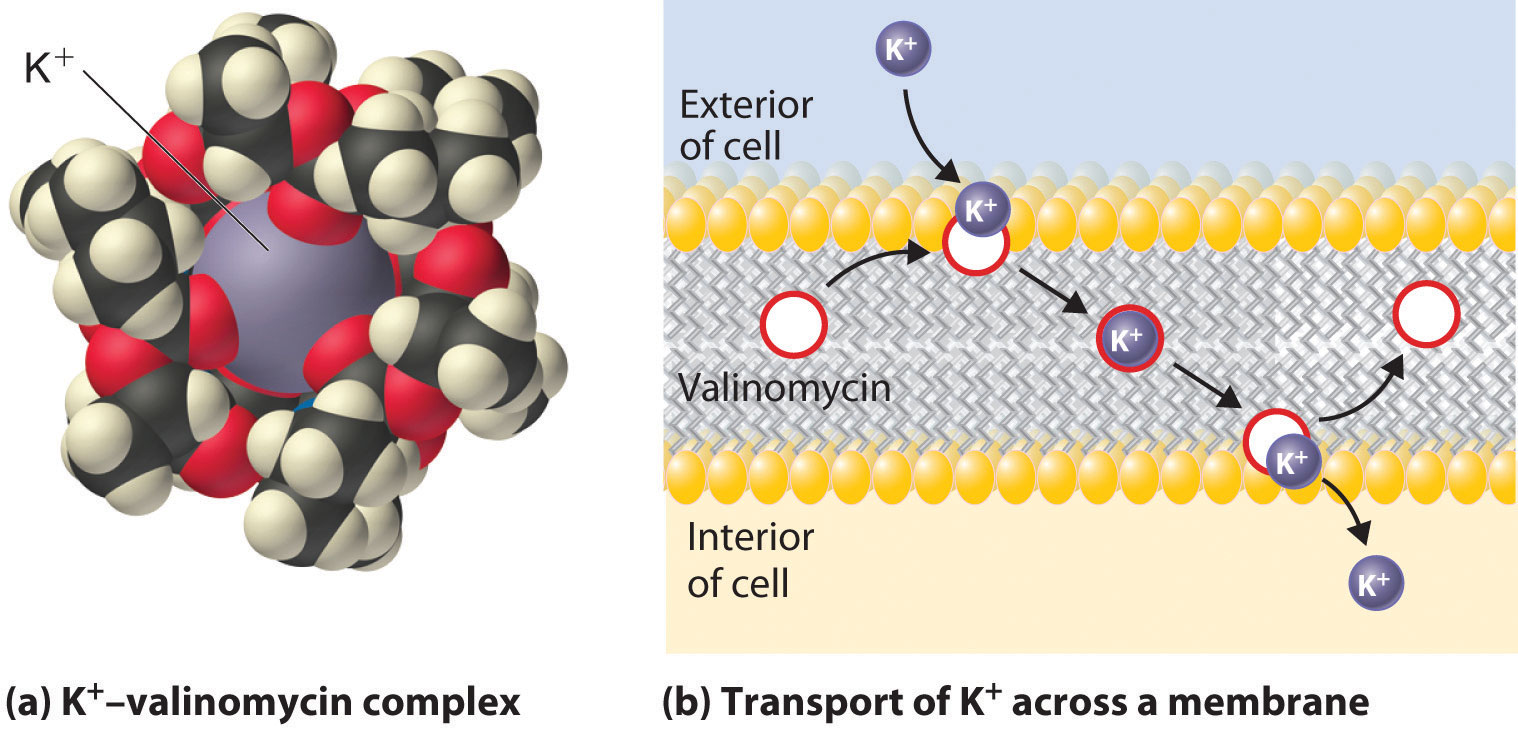 K⁺
K⁺
Exterior
of cell
K⁺
K⁺
Valinomycin
K⁺
Interior
of cell
K⁺
(a) K⁺–valinomycin complex
(b) Transport of K⁺ across a membrane